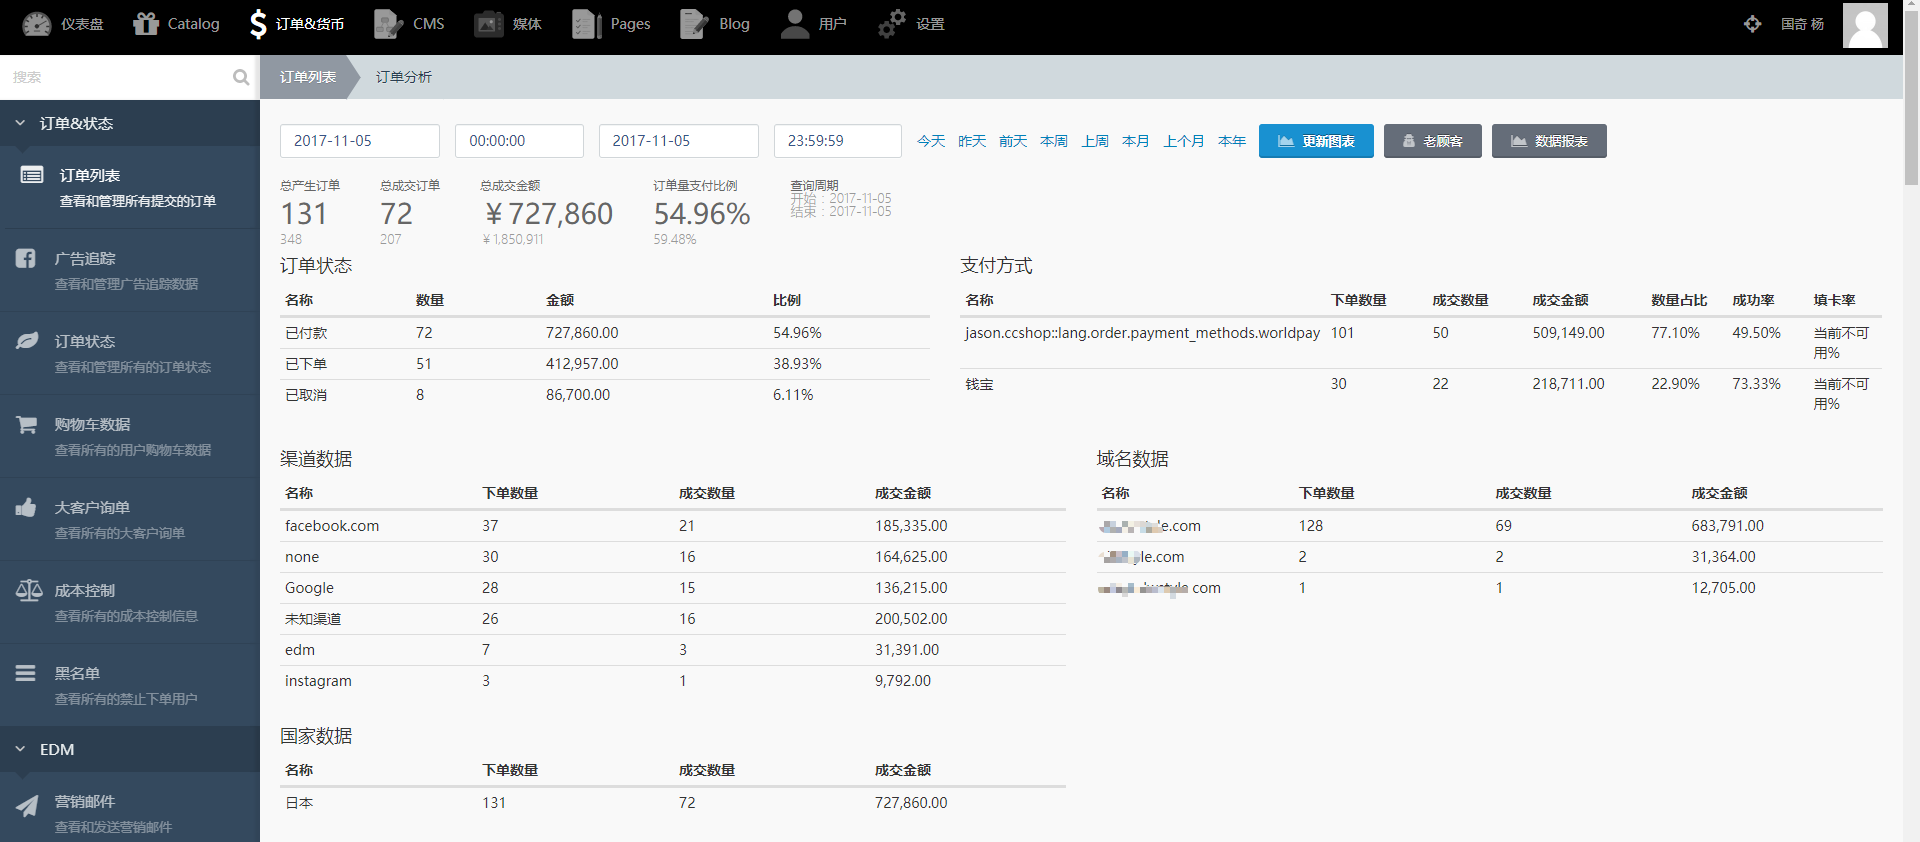 仪表盘 Catalog 订单&货币 CMS 媒体 Pages Blog 用户 设置 国奇 杨
搜索
订单列表 订单分析
订单&状态
订单列表
查看和管理所有提交的订单
广告追踪
查看和管理广告追踪数据
订单状态
查看和管理所有的订单状态
购物车数据
查看所有的用户购物车数据
大客户询单
查看所有的大客户询单
成本控制
查看所有的成本控制信息
黑名单
查看所有的禁止下单用户
EDM
营销邮件
查看和发送营销邮件
2017-11-05 00:00:00 2017-11-05 23:59:59 今天 昨天 前天 本周 上周 本月 上个月 本年 更新图表 老顾客 数据报表
总产生订单 总成交订单 总成交金额 订单量支付比例 查询周期
131 72 ￥727,860 54.96% 开始：2017-11-05
结束：2017-11-05
348 207 ￥1,850,911 59.48%
订单状态
名称 数量 金额 比例
已付款 72 727,860.00 54.96%
已下单 51 412,957.00 38.93%
已取消 8 86,700.00 6.11%
支付方式
名称 下单数量 成交数量 成交金额 数量占比 成功率 填卡率
jason.ccshop::lang.order.payment_methods.worldpay 101 50 509,149.00 77.10% 49.50% 当前不可
用%
钱宝 30 22 218,711.00 22.90% 73.33% 当前不可
用%
渠道数据
名称 下单数量 成交数量 成交金额
facebook.com 37 21 185,335.00
none 30 16 164,625.00
Google 28 15 136,215.00
未知渠道 26 16 200,502.00
edm 7 3 31,391.00
instagram 3 1 9,792.00
域名数据
名称 下单数量 成交数量 成交金额
e.com 128 69 683,791.00
le.com 2 2 31,364.00
com 1 1 12,705.00
国家数据
名称 下单数量 成交数量 成交金额
日本 131 72 727,860.00